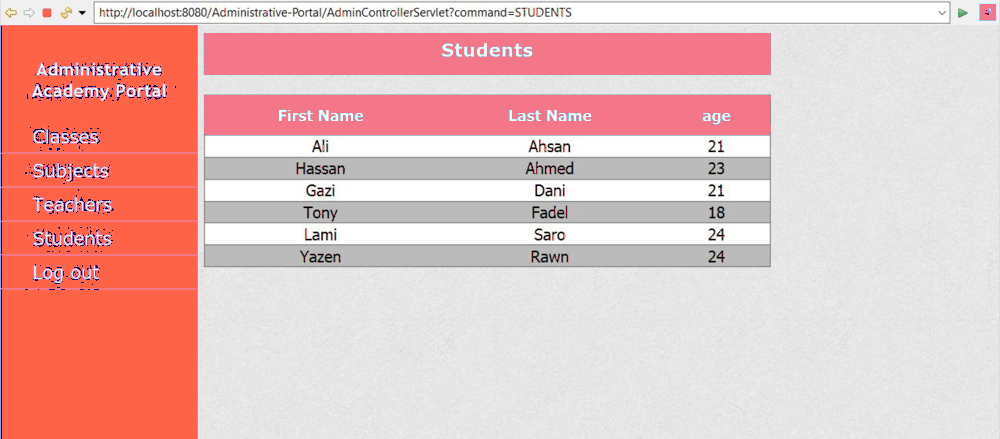 http://localhost:8080/Administrative-Portal/AdminControllerServlet?command=STUDENTS
Administrative
Academy Portal
Classes
Subjects
Teachers
Students
Log out
Students
First Name Last Name age
Ali Ahsan 21
Hassan Ahmed 23
Gazi Dani 21
Tony Fadel 18
Lami Saro 24
Yazen Rawn 24